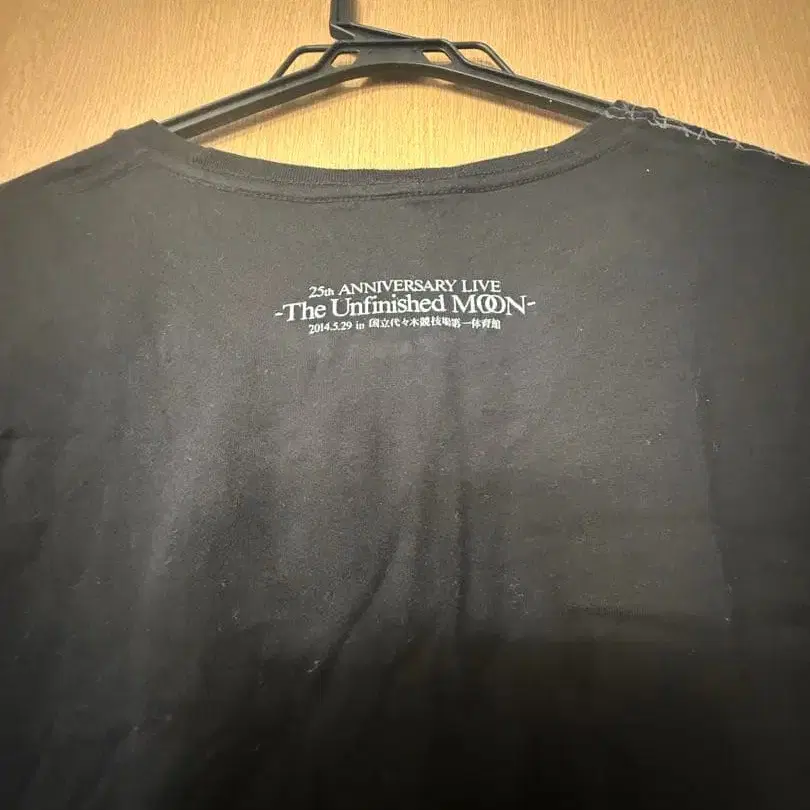 25th ANNIVERSARY LIVE
-The Unfinished MOON-
2014.5.29 in 国立代々木競技場第一体育館